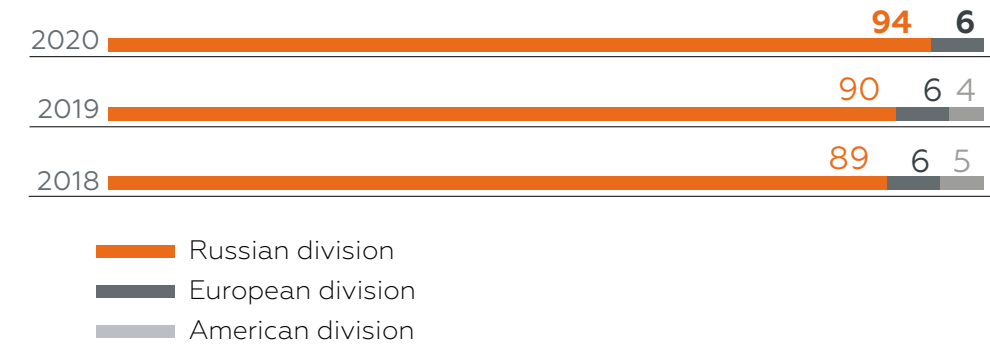 94 6
2020
90 6 4
2019
89 6 5
2018
Russian division
European division
American division